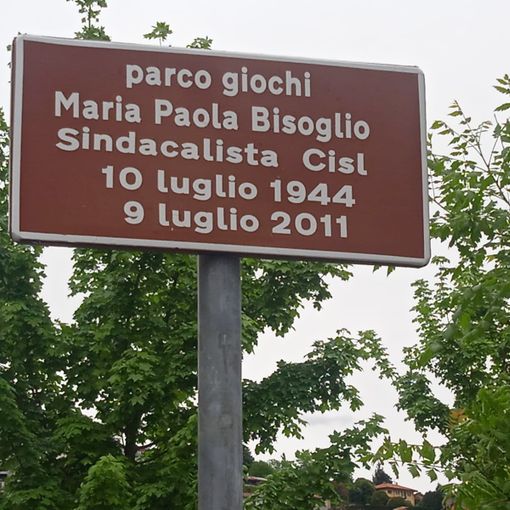 parco giochi
Maria Paola Bisoglio
Sindacalista Cisl
10 luglio 1944
9 luglio 2011